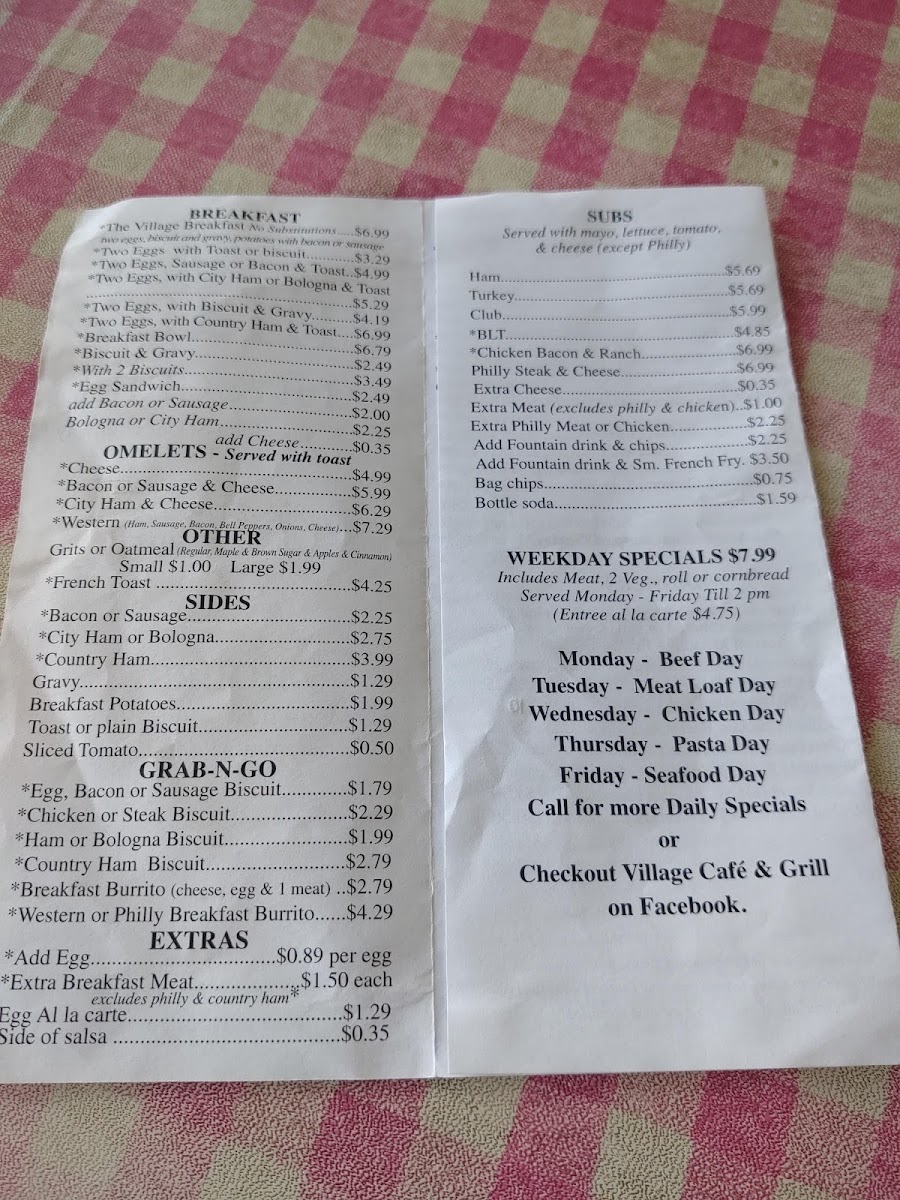 BREAKFAST
*The Village Breakfast No Substitutions.....$6.99
two eggs, biscuit and gravy, potatoes with bacon or sausage
*Two Eggs with Toast or biscuit............$3.29
*Two Eggs, Sausage or Bacon & Toast..$4.99
*Two Eggs, with City Ham or Bologna & Toast
..................................................................$5.29
*Two Eggs, with Biscuit & Gravy..........$4.19
*Two Eggs, with Country Ham & Toast....$6.99
*Breakfast Bowl....................................$6.79
*Biscuit & Gravy....................................$2.49
*With 2 Biscuits.....................................$3.49
*Egg Sandwich......................................$2.49
add Bacon or Sausage...........................$2.00
Bologna or City Ham.............................$2.25
add Cheese...........$0.35
OMELETS - Served with toast
*Cheese..................................................$4.99
*Bacon or Sausage & Cheese..................$5.99
*City Ham & Cheese...............................$6.29
*Western (Ham, Sausage, Bacon, Bell Peppers, Onions, Cheese)...$7.29
OTHER
Grits or Oatmeal (Regular, Maple & Brown Sugar & Apples & Cinnamon)
Small $1.00 Large $1.99
*French Toast .........................................$4.25
SIDES
*Bacon or Sausage..................................$2.25
*City Ham or Bologna............................$2.75
*Country Ham........................................$3.99
Gravy......................................................$1.29
Breakfast Potatoes..................................$1.99
Toast or plain Biscuit..............................$1.29
Sliced Tomato.........................................$0.50
GRAB-N-GO
*Egg, Bacon or Sausage Biscuit.............$1.79
*Chicken or Steak Biscuit.......................$2.29
*Ham or Bologna Biscuit........................$1.99
*Country Ham Biscuit...........................$2.79
*Breakfast Burrito (cheese, egg & 1 meat) ..$2.79
*Western or Philly Breakfast Burrito......$4.29
EXTRAS
*Add Egg...................................$0.89 per egg
*Extra Breakfast Meat....................$1.50 each
excludes philly & country ham*
Egg Al la carte..........................................$1.29
Side of salsa ..........................................$0.35
SUBS
Served with mayo, lettuce, tomato,
& cheese (except Philly)
Ham.....................................................$5.69
Turkey..................................................$5.69
Club.....................................................$5.99
*BLT.....................................................$4.85
*Chicken Bacon & Ranch......................$6.99
Philly Steak & Cheese..........................$6.99
Extra Cheese........................................$0.35
Extra Meat (excludes philly & chicken)..$1.00
Extra Philly Meat or Chicken................$2.25
Add Fountain drink & chips..................$2.25
Add Fountain drink & Sm. French Fry. $3.50
Bag chips.............................................$0.75
Bottle soda...........................................$1.59
WEEKDAY SPECIALS $7.99
Includes Meat, 2 Veg., roll or cornbread
Served Monday - Friday Till 2 pm
(Entree al la carte $4.75)
Monday - Beef Day
Tuesday - Meat Loaf Day
Wednesday - Chicken Day
Thursday - Pasta Day
Friday - Seafood Day
Call for more Daily Specials
or
Checkout Village Café & Grill
on Facebook.